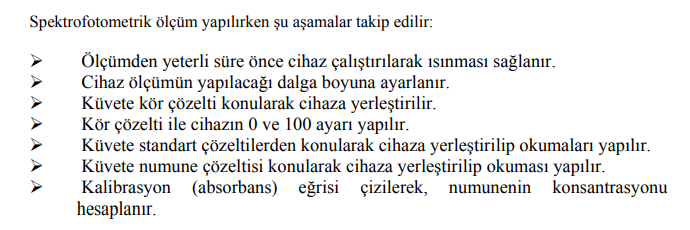 Spektrofotometrik ölçüm yapılırken şu aşamalar takip edilir:
➢ Ölçümden yeterli süre önce cihaz çalıştırılarak ısınması sağlanır.
➢ Cihaz ölçümün yapılacağı dalga boyuna ayarlanır.
➢ Küvete kör çözelti konularak cihaza yerleştirilir.
➢ Kör çözelti ile cihazın 0 ve 100 ayarı yapılır.
➢ Küvete standart çözeltilerden konularak cihaza yerleştirilip okumaları yapılır.
➢ Küvete numune çözeltisi konularak cihaza yerleştirilip okuması yapılır.
➢ Kalibrasyon (absorbans) eğrisi çizilerek, numunenin konsantrasyonu
hesaplanır.